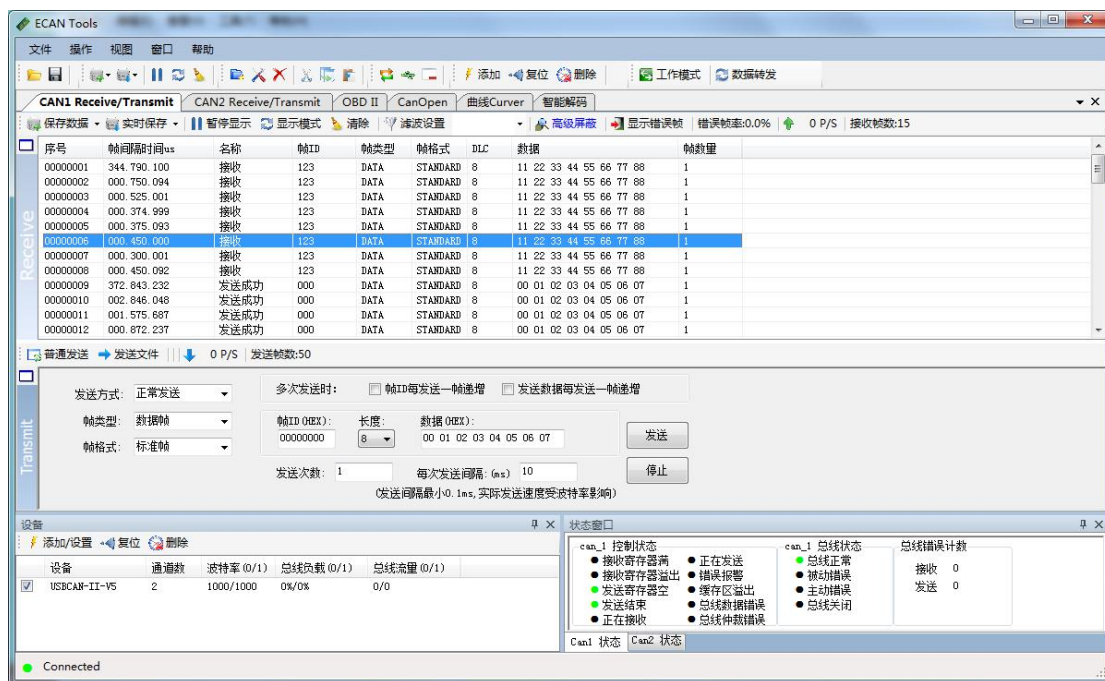 ECAN Tools
文件 操作 视图 窗口 帮助
添加 复位 删除 工作模式 数据转发
CAN1 Receive/Transmit CAN2 Receive/Transmit OBD II CanOpen 曲线Curver 智能解码
保存数据 实时保存 暂停显示 显示模式 清除 滤波设置 高级屏蔽 显示错误帧 错误帧率:0.0% 0 P/S 接收帧数:15
序号 帧间隔时间us 名称 帧ID 帧类型 帧格式 DLC 数据 帧数量
00000001 344.790.100 接收 123 DATA STANDARD 8 11 22 33 44 55 66 77 88 1
00000002 000.750.094 接收 123 DATA STANDARD 8 11 22 33 44 55 66 77 88 1
00000003 000.525.001 接收 123 DATA STANDARD 8 11 22 33 44 55 66 77 88 1
00000004 000.374.999 接收 123 DATA STANDARD 8 11 22 33 44 55 66 77 88 1
00000005 000.375.093 接收 123 DATA STANDARD 8 11 22 33 44 55 66 77 88 1
00000006 000.450.000 接收 123 DATA STANDARD 8 11 22 33 44 55 66 77 88 1
00000007 000.300.001 接收 123 DATA STANDARD 8 11 22 33 44 55 66 77 88 1
00000008 000.450.092 接收 123 DATA STANDARD 8 11 22 33 44 55 66 77 88 1
00000009 372.843.232 发送成功 000 DATA STANDARD 8 00 01 02 03 04 05 06 07 1
00000010 002.846.048 发送成功 000 DATA STANDARD 8 00 01 02 03 04 05 06 07 1
00000011 001.575.687 发送成功 000 DATA STANDARD 8 00 01 02 03 04 05 06 07 1
00000012 000.872.237 发送成功 000 DATA STANDARD 8 00 01 02 03 04 05 06 07 1
Receive
普通发送 发送文件 0 P/S 发送帧数:50
Transmit
发送方式: 正常发送 多次发送时: 帧ID每发送一帧递增 发送数据每发送一帧递增
帧类型: 数据帧 帧ID(HEX): 长度: 数据(HEX):
帧格式: 标准帧 00000000 8 00 01 02 03 04 05 06 07 发送
发送次数: 1 每次发送间隔:(ms) 10 停止
(发送间隔最小0.1ms,实际发送速度受波特率影响)
设备
添加/设置 复位 删除
设备 通道数 波特率(0/1) 总线负载(0/1) 总线流量(0/1)
USBCAN-II-V5 2 1000/1000 0%/0% 0/0
状态窗口
can_1 控制状态 can_1 总线状态 总线错误计数
接收寄存器满 正在发送 总线正常 接收 0
接收寄存器溢出 错误报警 被动错误 发送 0
发送寄存器空 缓存区溢出 主动错误
发送结束 总线数据错误 总线关闭
正在接收 总线仲裁错误
Can1 状态 Can2 状态
Connected